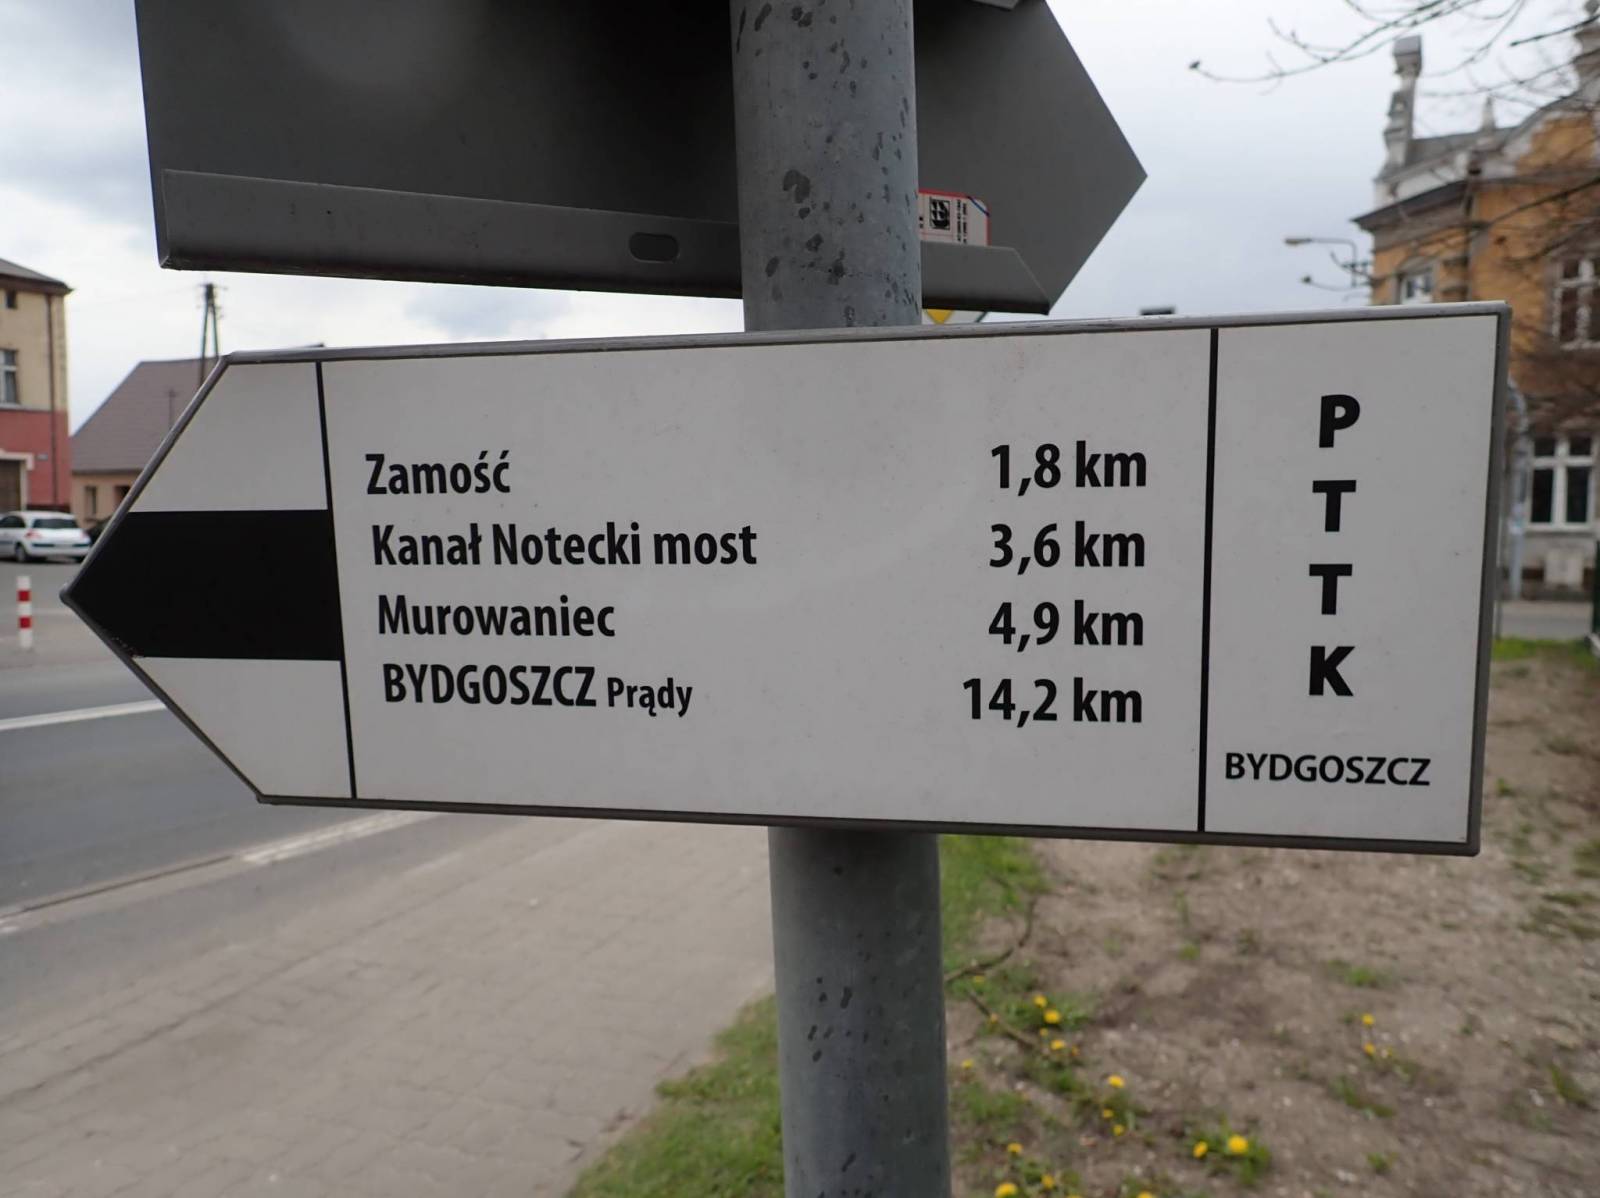 Zamość 1,8 km
Kanał Notecki most 3,6 km
Murowaniec 4,9 km
BYDGOSZCZ Prądy 14,2 km
P
T
T
K
BYDGOSZCZ